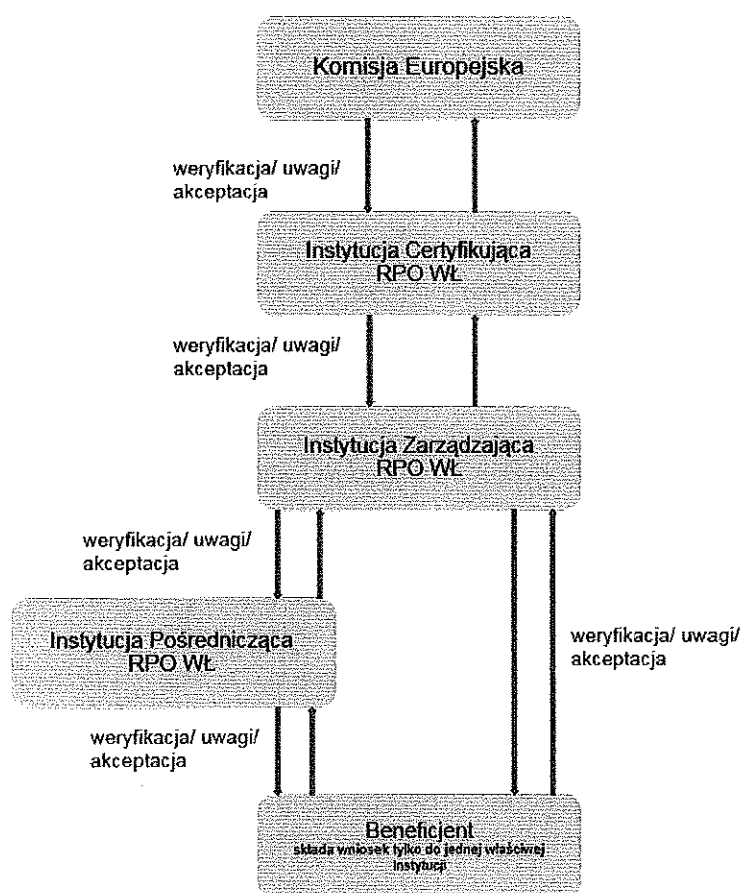 Komisja Europejska
weryfikacja/ uwagi/
akceptacja
Instytucja Certyfikująca
RPO WŁ
weryfikacja/ uwagi/
akceptacja
Instytucja Zarządzająca
RPO WŁ
weryfikacja/ uwagi/
akceptacja
Instytucja Pośrednicząca
RPO WŁ
weryfikacja/ uwagi/
akceptacja
weryfikacja/ uwagi/
akceptacja
Beneficjent
składa wniosek tylko do jednej właściwej
instytucji